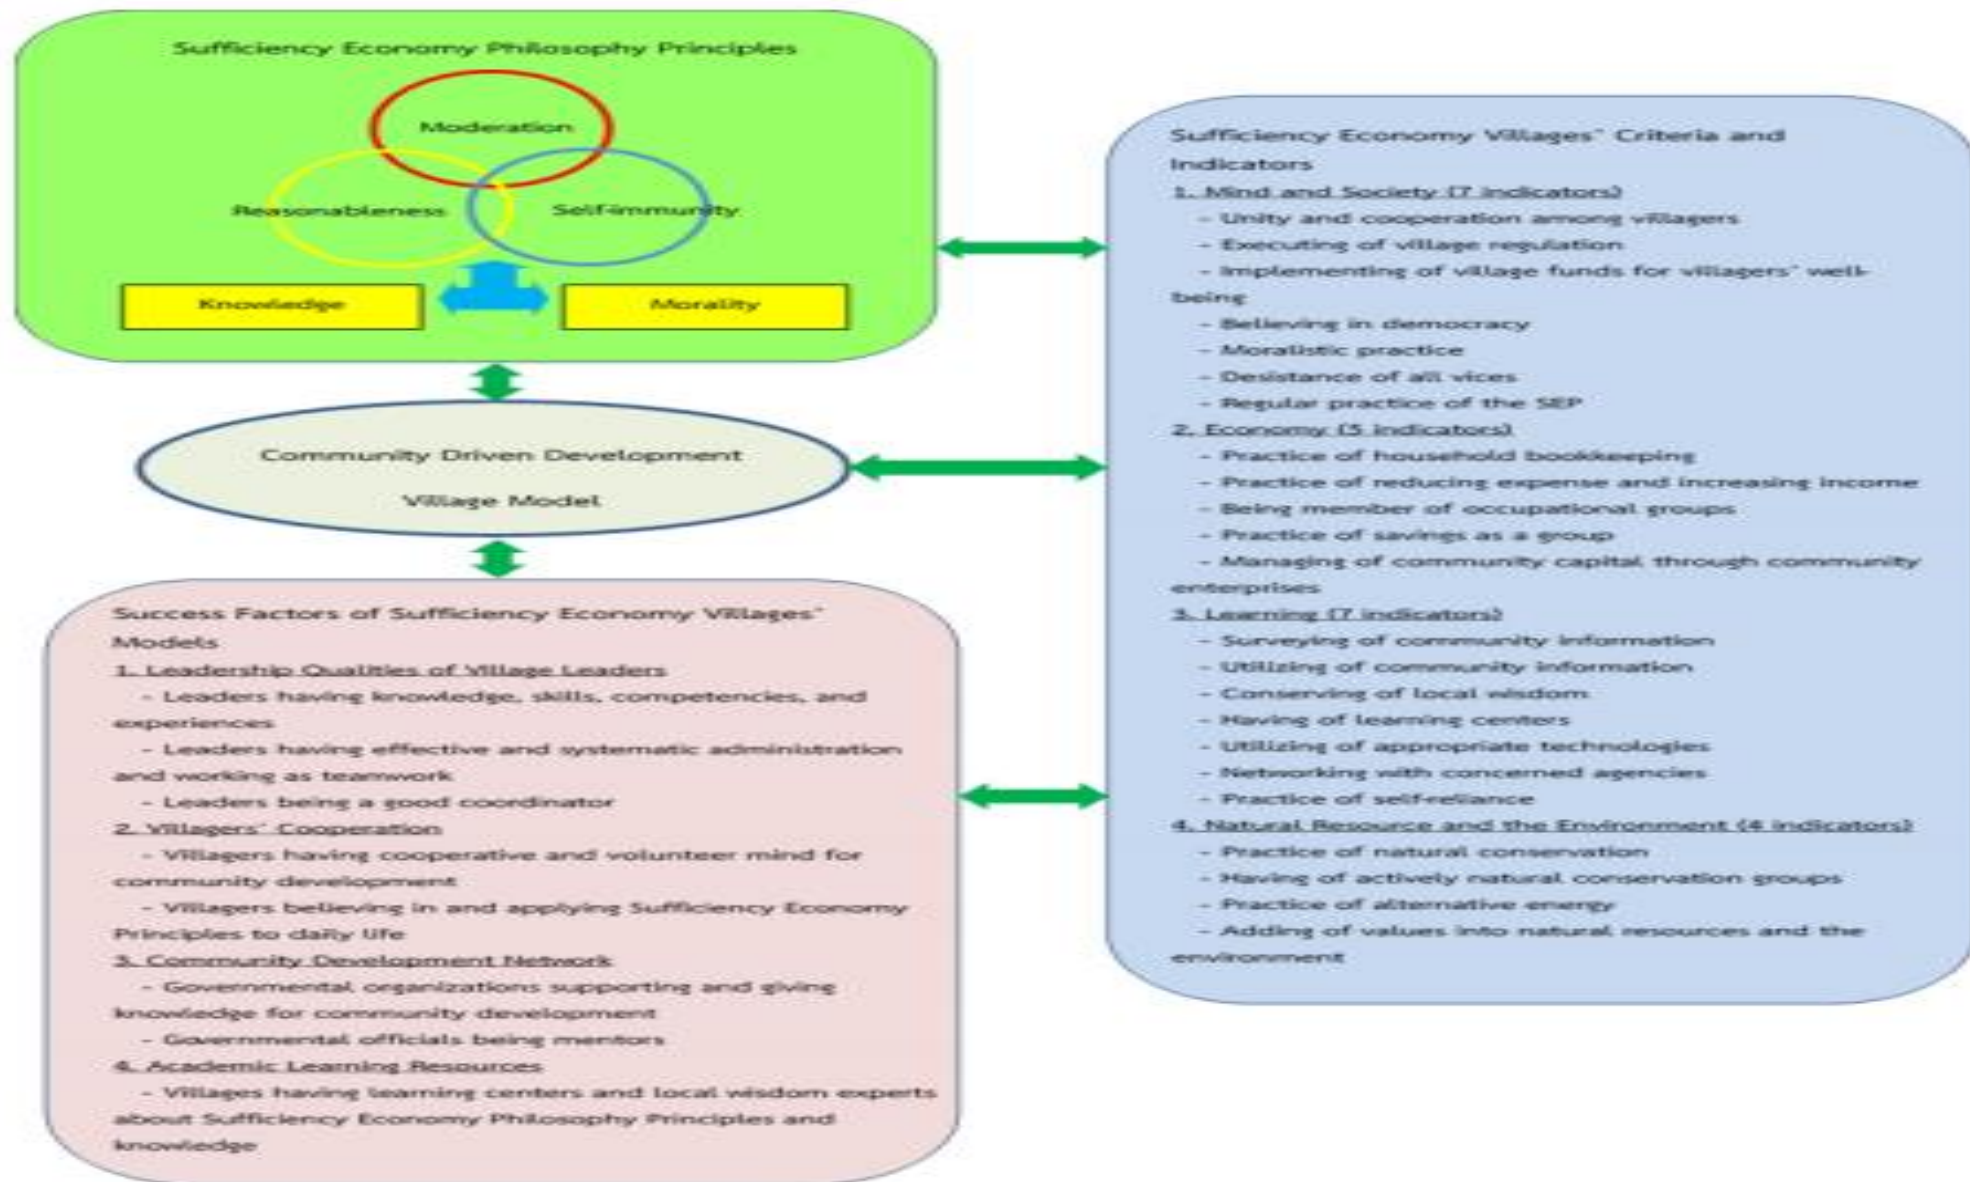 Sufficiency Economy Philosophy Principles
Moderation
Reasonableness
Self-immunity
Knowledge
Morality
Community Driven Development
Village Model
Success Factors of Sufficiency Economy Villages'
Models
1. Leadership Qualities of Village Leaders
- Leaders having knowledge, skills, competencies, and
experiences
- Leaders having effective and systematic administration
and working as teamwork
- Leaders being a good coordinator
2. Villagers' Cooperation
- Villagers having cooperative and volunteer mind for
community development
- Villagers believing in and applying Sufficiency Economy
Principles to daily life
3. Community Development Network
- Governmental organizations supporting and giving
knowledge for community development
- Governmental officials being mentors
4. Academic Learning Resources
- Villages having learning centers and local wisdom experts
about Sufficiency Economy Philosophy Principles and
knowledge
Sufficiency Economy Villages' Criteria and
Indicators
1. Mind and Society (7 indicators)
- Unity and cooperation among villagers
- Executing of village regulation
- Implementing of village funds for villagers' well-
being
- Believing in democracy
- Moralistic practice
- Desistance of all vices
- Regular practice of the SEP
2. Economy (5 indicators)
- Practice of household bookkeeping
- Practice of reducing expense and increasing income
- Being member of occupational groups
- Practice of savings as a group
- Managing of community capital through community
enterprises
3. Learning (7 indicators)
- Surveying of community information
- Utilizing of community information
- Conserving of local wisdom
- Having of learning centers
- Utilizing of appropriate technologies
- Networking with concerned agencies
- Practice of self-reliance
4. Natural Resource and the Environment (4 indicators)
- Practice of natural conservation
- Having of actively natural conservation groups
- Practice of alternative energy
- Adding of values into natural resources and the
environment